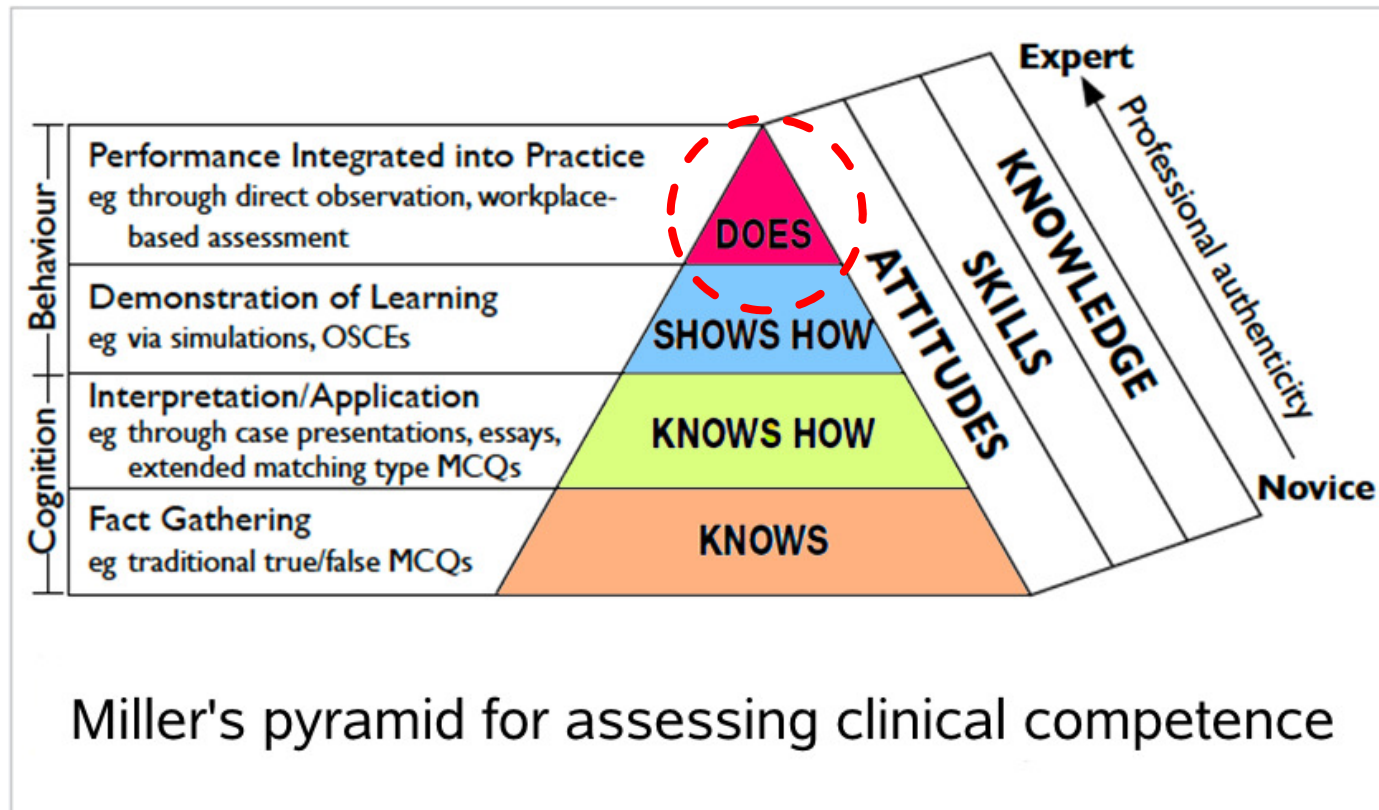 Expert
Professional authenticity
Novice
Behaviour
Cognition
Performance Integrated into Practice
eg through direct observation, workplace-
based assessment
DOES
Demonstration of Learning
eg via simulations, OSCEs
SHOWS HOW
Interpretation/Application
eg through case presentations, essays,
extended matching type MCQs
KNOWS HOW
Fact Gathering
eg traditional true/false MCQs
KNOWS
ATTITUDES
SKILLS
KNOWLEDGE
Miller's pyramid for assessing clinical competence